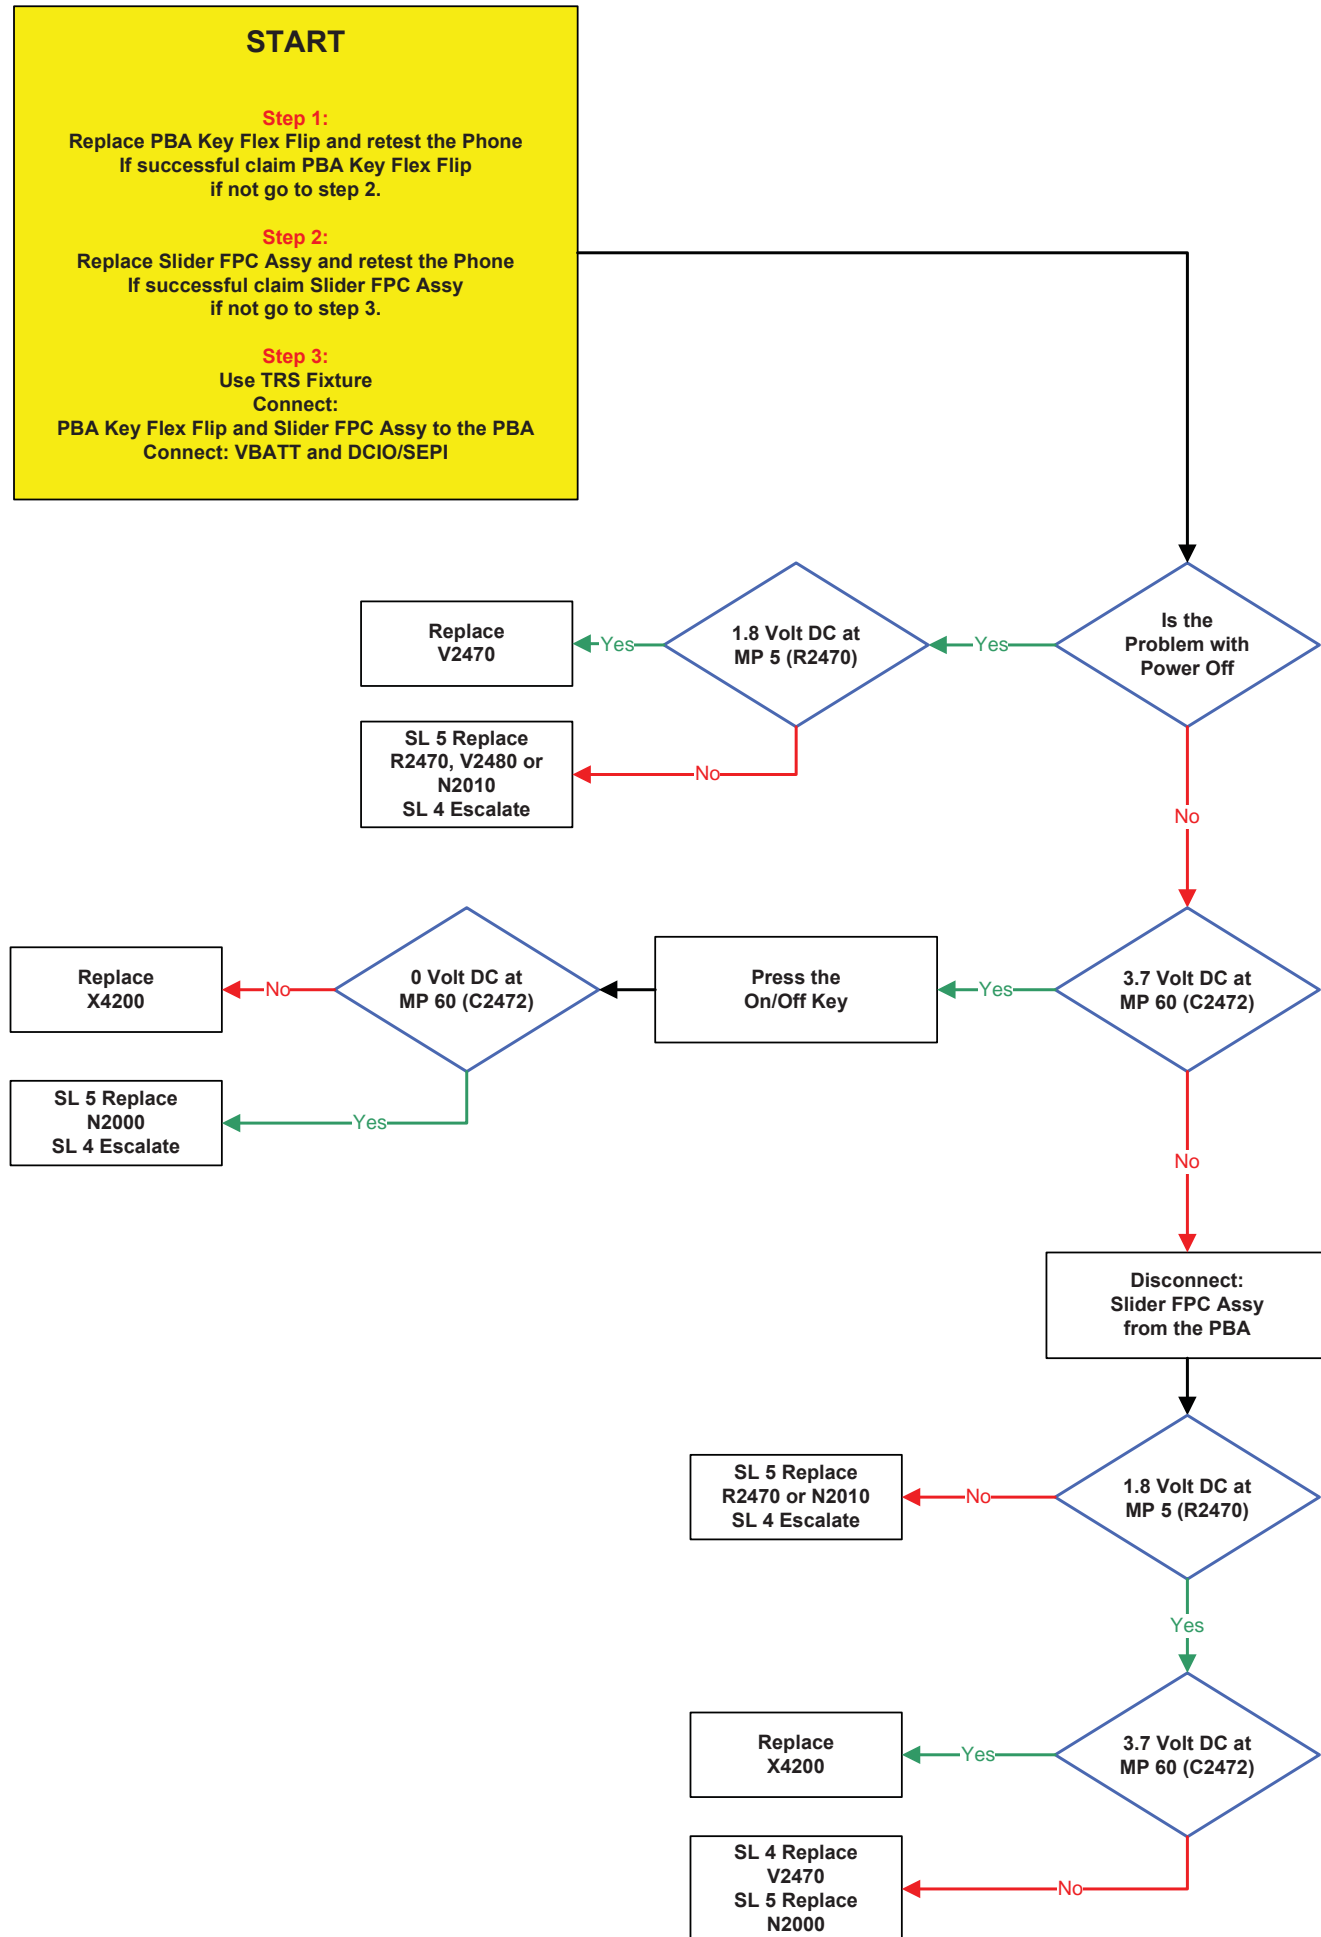 START
Step 1:
Replace PBA Key Flex Flip and retest the Phone
If successful claim PBA Key Flex Flip
if not go to step 2.
Step 2:
Replace Slider FPC Assy and retest the Phone
If successful claim Slider FPC Assy
if not go to step 3.
Step 3:
Use TRS Fixture
Connect:
PBA Key Flex Flip and Slider FPC Assy to the PBA
Connect: VBATT and DCIO/SEPI
Is the
Problem with
Power Off
Yes
1.8 Volt DC at
MP 5 (R2470)
Yes
Replace
V2470
No
SL 5 Replace
R2470, V2480 or
N2010
SL 4 Escalate
No
3.7 Volt DC at
MP 60 (C2472)
Yes
Press the
On/Off Key
0 Volt DC at
MP 60 (C2472)
No
Replace
X4200
Yes
SL 5 Replace
N2000
SL 4 Escalate
No
Disconnect:
Slider FPC Assy
from the PBA
1.8 Volt DC at
MP 5 (R2470)
No
SL 5 Replace
R2470 or N2010
SL 4 Escalate
Yes
3.7 Volt DC at
MP 60 (C2472)
Yes
Replace
X4200
No
SL 4 Replace
V2470
SL 5 Replace
N2000